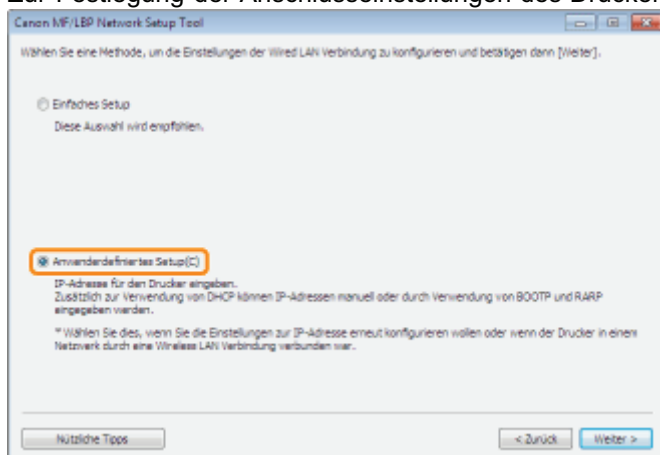 Zur Festlegung der Anschlusseinstellungen des Drucker
Canon MF/LBP Network Setup Tool
Wählen Sie eine Methode, um die Einstellungen der Wired LAN Verbindung zu konfigurieren und betätigen dann [Weiter].
Einfaches Setup
Diese Auswahl wird empfohlen.
Anwenderdefiniertes Setup(C)
IP-Adresse für den Drucker eingeben.
Zusätzlich zur Verwendung von DHCP können IP-Adressen manuell oder durch Verwendung von BOOTP und RARP
eingegeben werden.
* Wählen Sie dies, wenn Sie die Einstellungen zur IP-Adresse erneut konfigurieren wollen oder wenn der Drucker in einem
Netzwerk durch eine Wireless LAN Verbindung verbunden war.
Nützliche Tipps
< Zurück
Weiter >